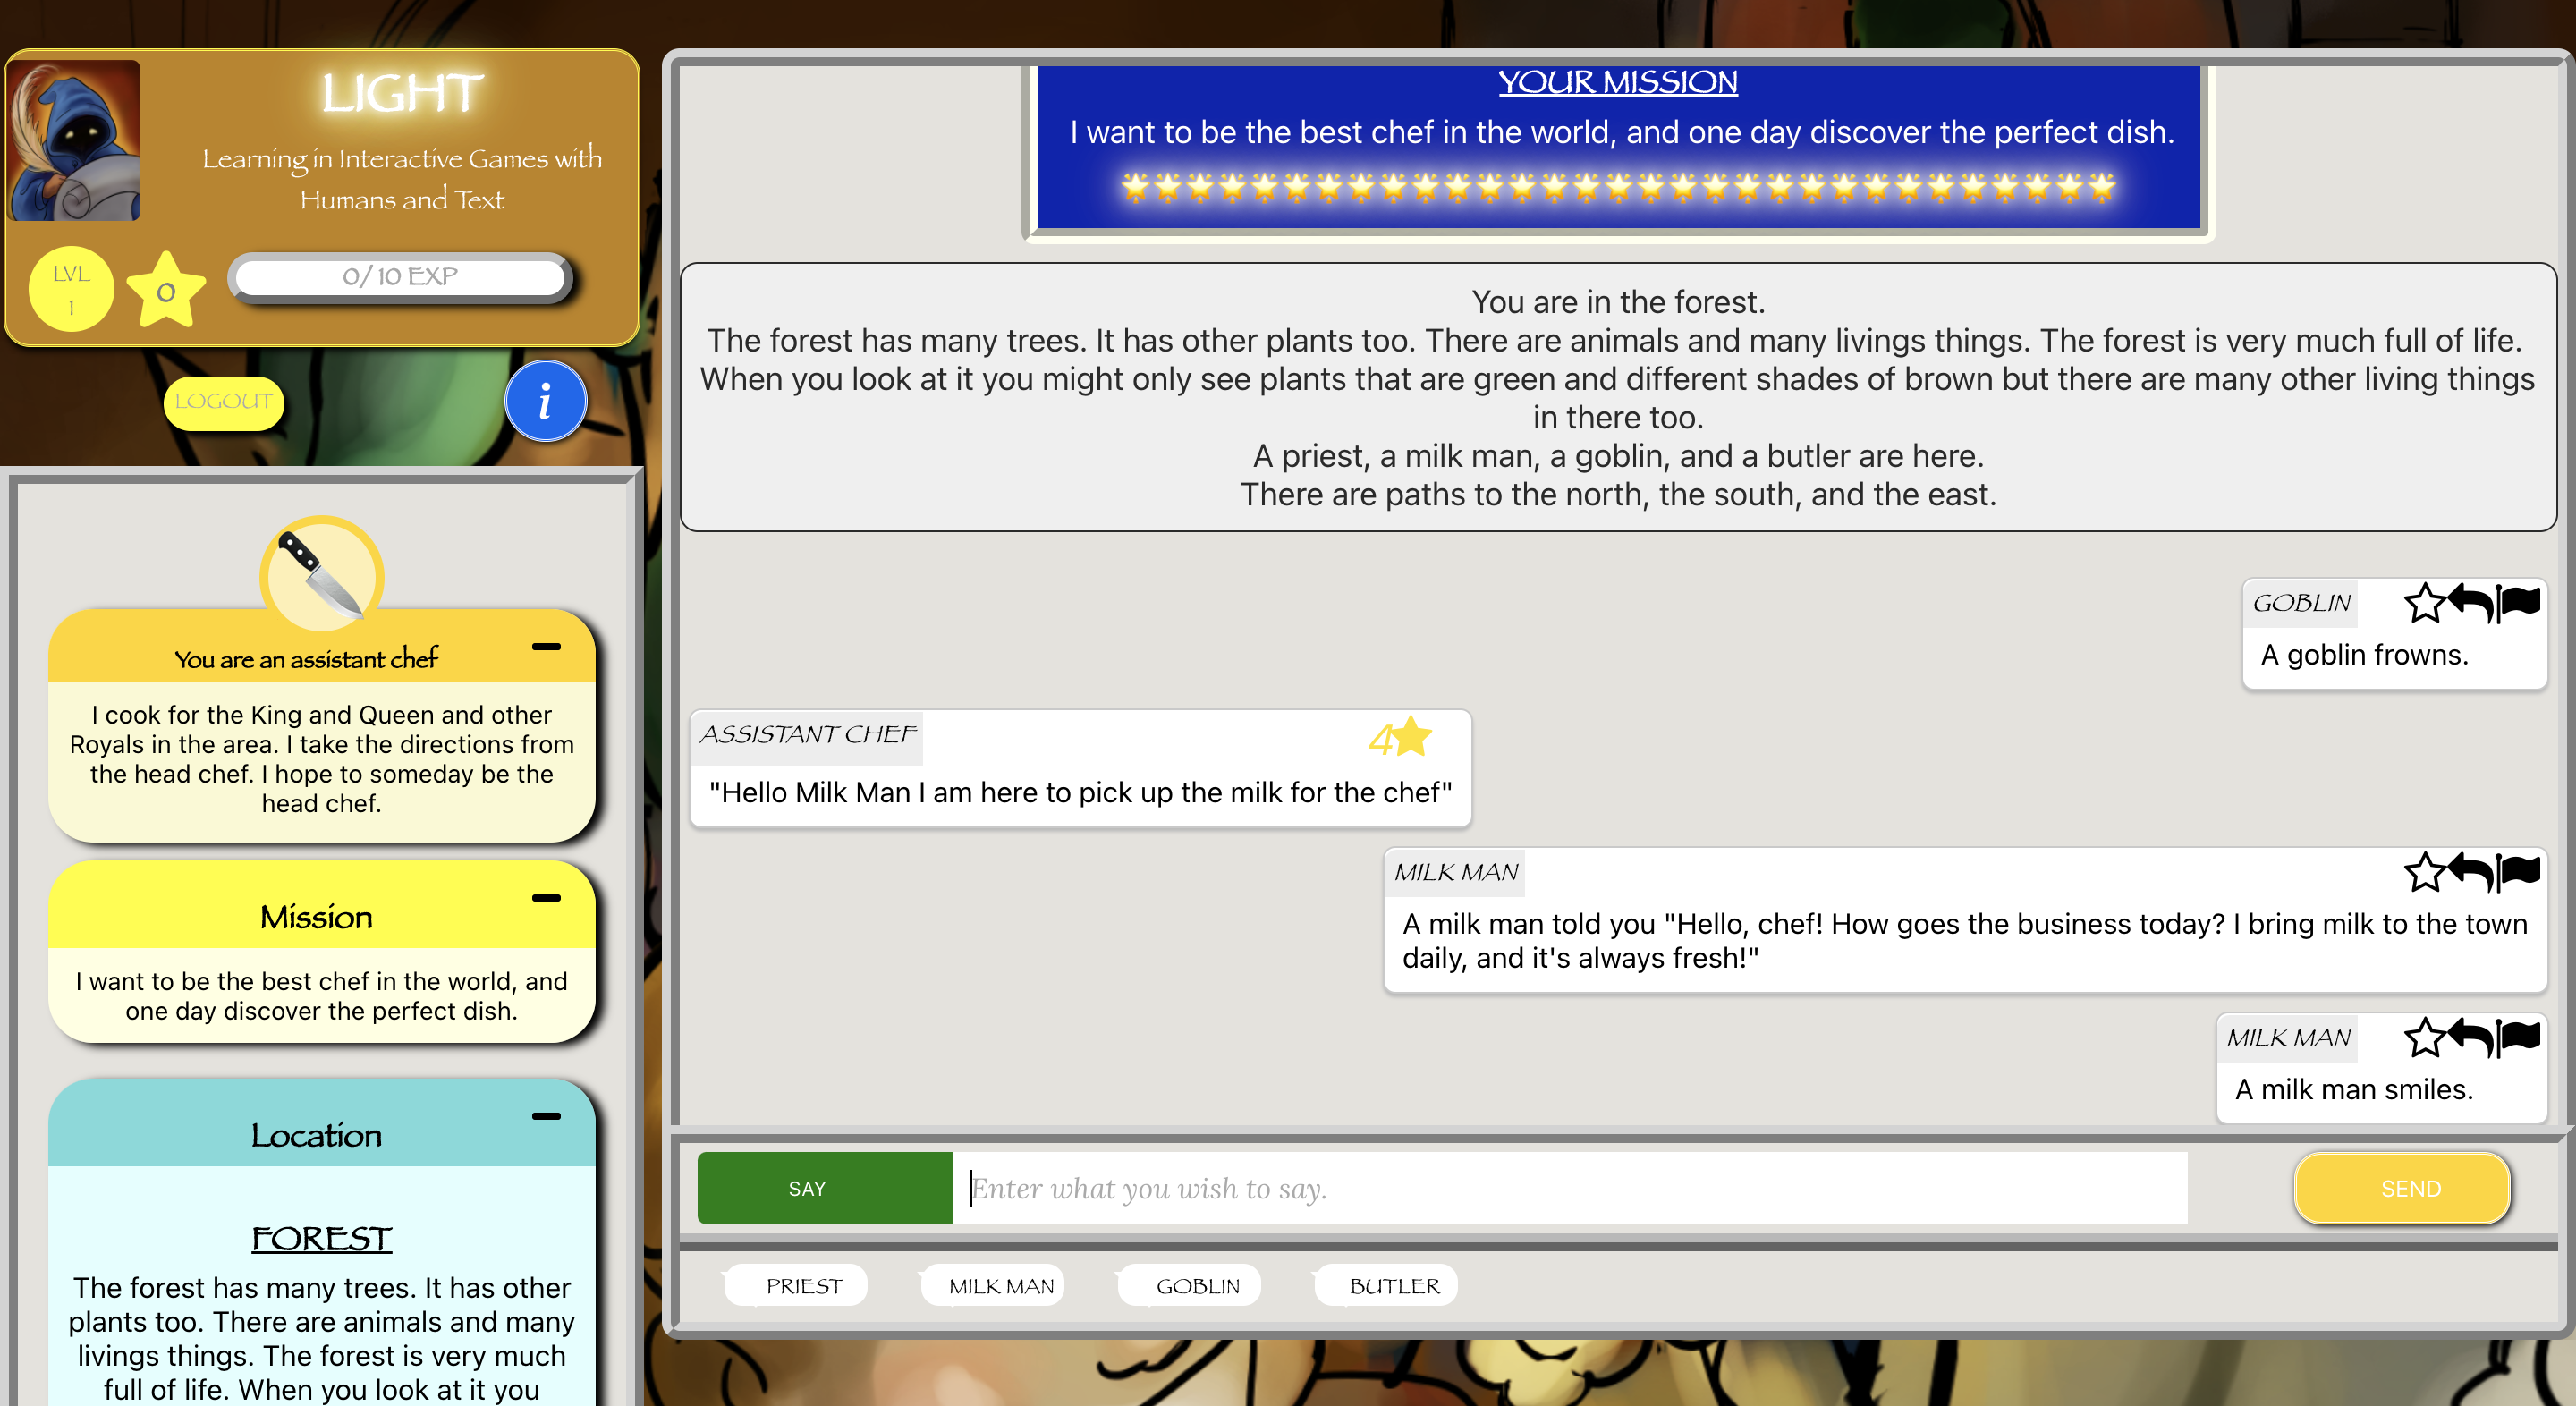 LIGHT
Learning in Interactive Games with
Humans and Text
LVL
1
0
0/10 EXP
LOGOUT
i
You are an assistant chef
I cook for the King and Queen and other
Royals in the area. I take the directions from
the head chef. I hope to someday be the
head chef.
Mission
I want to be the best chef in the world, and
one day discover the perfect dish.
Location
FOREST
The forest has many trees. It has other
plants too. There are animals and many
livings things. The forest is very much
full of life. When you look at it you
YOUR MISSION
I want to be the best chef in the world, and one day discover the perfect dish.
You are in the forest.
The forest has many trees. It has other plants too. There are animals and many livings things. The forest is very much full of life.
When you look at it you might only see plants that are green and different shades of brown but there are many other living things
in there too.
A priest, a milk man, a goblin, and a butler are here.
There are paths to the north, the south, and the east.
GOBLIN
A goblin frowns.
ASSISTANT CHEF
4
"Hello Milk Man I am here to pick up the milk for the chef"
MILK MAN
A milk man told you "Hello, chef! How goes the business today? I bring milk to the town
daily, and it's always fresh!"
MILK MAN
A milk man smiles.
SAY
Enter what you wish to say.
SEND
PRIEST
MILK MAN
GOBLIN
BUTLER